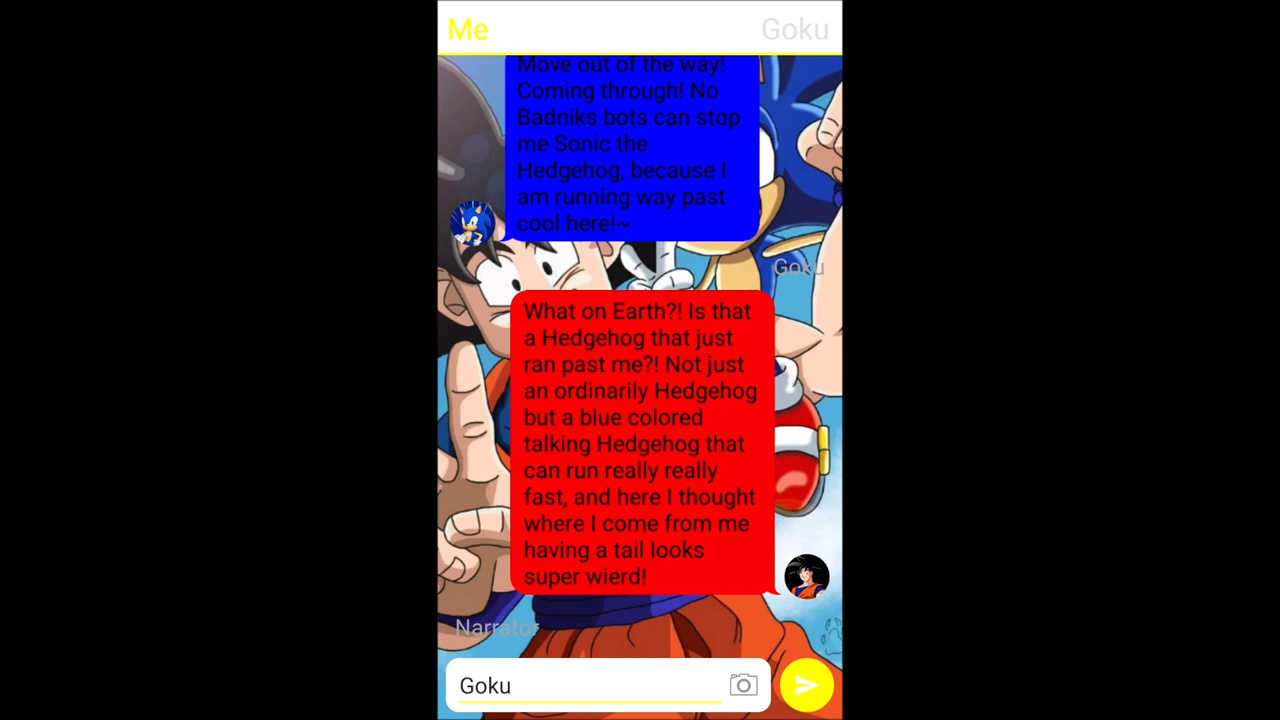 Me
Goku
Move out of the way!
Coming through! No
Badniks bots can stop
me Sonic the
Hedgehog, because I
am running way past
cool here!~
Goku
What on Earth?! Is that
a Hedgehog that just
ran past me?! Not just
an ordinarily Hedgehog
but a blue colored
talking Hedgehog that
can run really really
fast, and here I thought
where I come from me
having a tail looks
super wierd!
Narrator
Goku